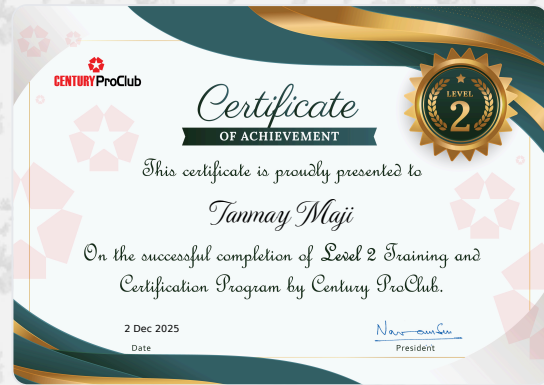 CENTURY ProClub
Certificate
OF ACHIEVEMENT
LEVEL
2
This certificate is proudly presented to
Tanmay Maji
On the successful completion of Level 2 Training and
Certification Program by Century ProClub.
2 Dec 2025
Date
President